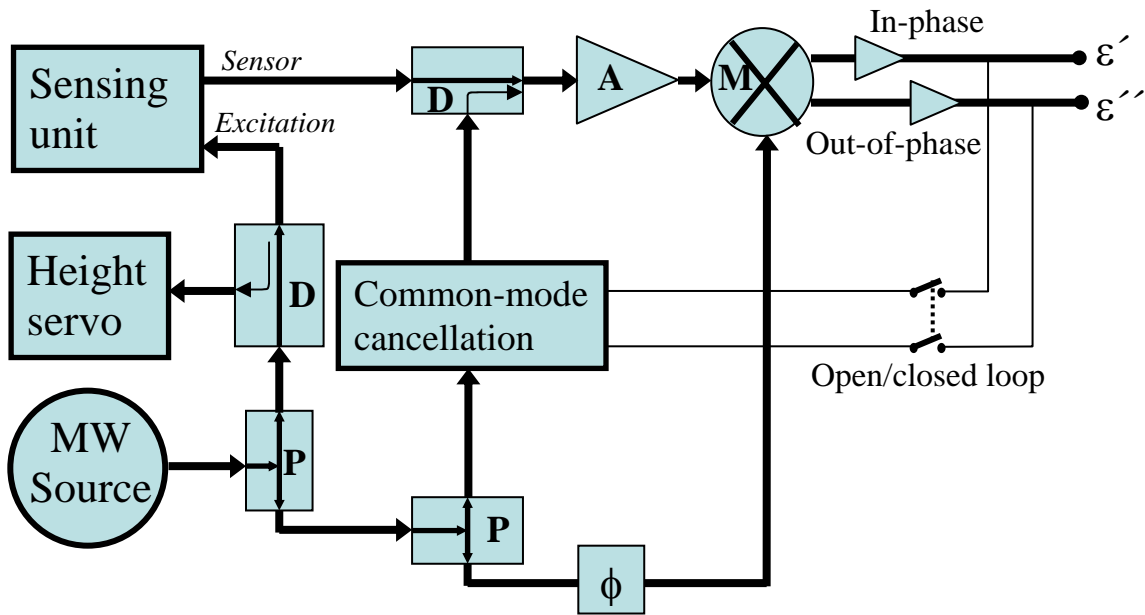 In-phase
Sensing
unit
Sensor
Excitation
D
A
M
ε′
ε′′
Out-of-phase
Height
servo
D
Common-mode
cancellation
Open/closed loop
MW
Source
P
P
ϕ